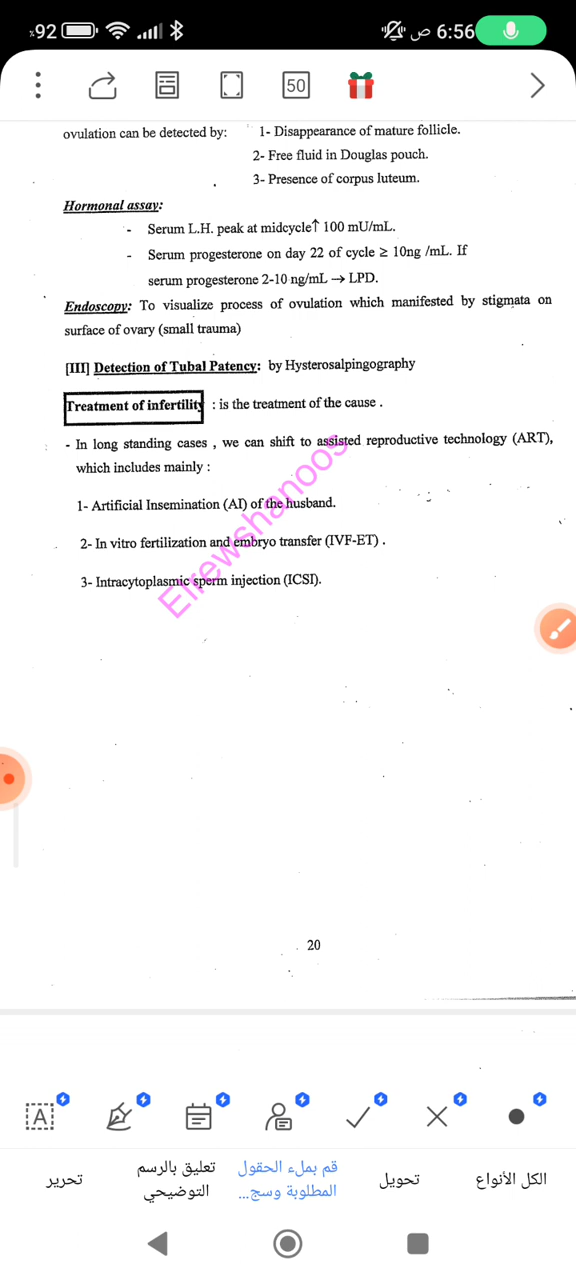 ٪92
6:56 ص
50
ovulation can be detected by: 1- Disappearance of mature follicle.
2- Free fluid in Douglas pouch.
3- Presence of corpus luteum.
Hormonal assay:
- Serum L.H. peak at midcycle↑ 100 mU/mL.
- Serum progesterone on day 22 of cycle ≥ 10ng /mL. If
serum progesterone 2-10 ng/mL → LPD.
Endoscopy: To visualize process of ovulation which manifested by stigmata on
surface of ovary (small trauma)
[III] Detection of Tubal Patency: by Hysterosalpingography
Treatment of infertility : is the treatment of the cause .
- In long standing cases , we can shift to assisted reproductive technology (ART),
which includes mainly :
1- Artificial Insemination (AI) of the husband.
2- In vitro fertilization and embryo transfer (IVF-ET) .
3- Intracytoplasmic sperm injection (ICSI).
Elrewshanoos
20
A
الكل الأنواع
تحويل
قم بملء الحقول
المطلوبة وسج...
تعليق بالرسم
التوضيحي
تحرير